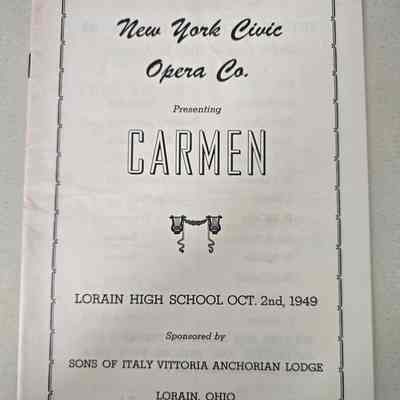 New York Civic
Opera Co.
Presenting
CARMEN
LORAIN HIGH SCHOOL OCT. 2nd, 1949
Sponsored by
SONS OF ITALY VITTORIA ANCHORIAN LODGE
LORAIN, OHIO